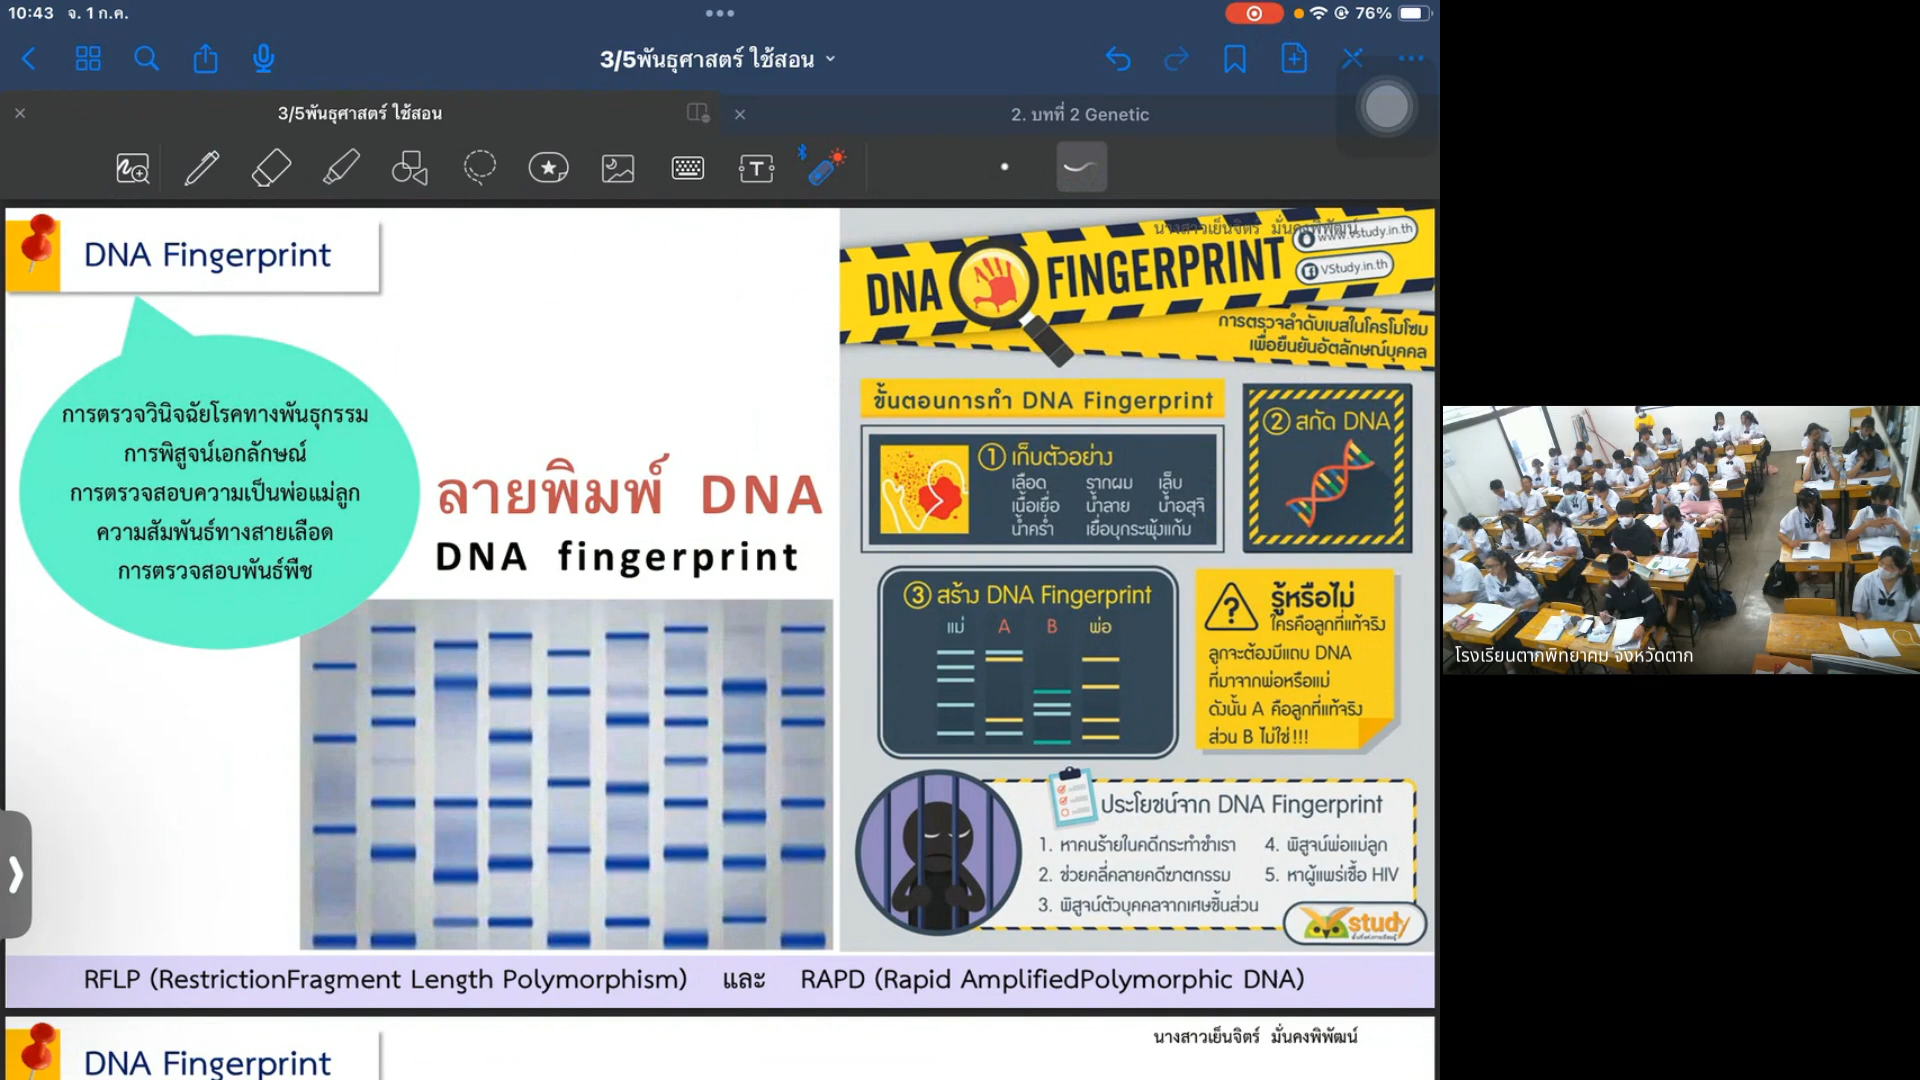 10:43 จ. 1 ก.ค.
76%
3/5พันธุศาสตร์ ใช้สอน
3/5พันธุศาสตร์ ใช้สอน
2. บทที่ 2 Genetic
DNA Fingerprint
การตรวจวินิจฉัยโรคทางพันธุกรรม
การพิสูจน์เอกลักษณ์
การตรวจสอบความเป็นพ่อแม่ลูก
ความสัมพันธ์ทางสายเลือด
การตรวจสอบพันธ์พืช
ลายพิมพ์ DNA
DNA fingerprint
นางสาวเย็นจิตร์ มั่นคงพิพัฒน์
www.vstudy.in.th
VStudy.in.th
DNA FINGERPRINT
การตรวจลำดับเบสในโครโมโซม
เพื่อยืนยันอัตลักษณ์บุคคล
ขั้นตอนการทำ DNA Fingerprint
1 เก็บตัวอย่าง
เลือด รากผม เล็บ
เนื้อเยื่อ น้ำลาย น้ำอสุจิ
น้ำคร่ำ เยื่อบุกระพุ้งแก้ม
2 สกัด DNA
3 สร้าง DNA Fingerprint
แม่ A B พ่อ
?
รู้หรือไม่
ใครคือลูกที่แท้จริง
ลูกจะต้องมีแถบ DNA
ที่มาจากพ่อหรือแม่
ดังนั้น A คือลูกที่แท้จริง
ส่วน B ไม่ใช่!!!
ประโยชน์จาก DNA Fingerprint
1. หาคนร้ายในคดีกระทำชำเรา
2. ช่วยคลี่คลายคดีฆาตกรรม
3. พิสูจน์ตัวบุคคลจากเศษชิ้นส่วน
4. พิสูจน์พ่อแม่ลูก
5. หาผู้แพร่เชื้อ HIV
study
RFLP (RestrictionFragment Length Polymorphism) และ RAPD (Rapid AmplifiedPolymorphic DNA)
นางสาวเย็นจิตร์ มั่นคงพิพัฒน์
DNA Fingerprint
โรงเรียนตากพิทยาคม จังหวัดตาก